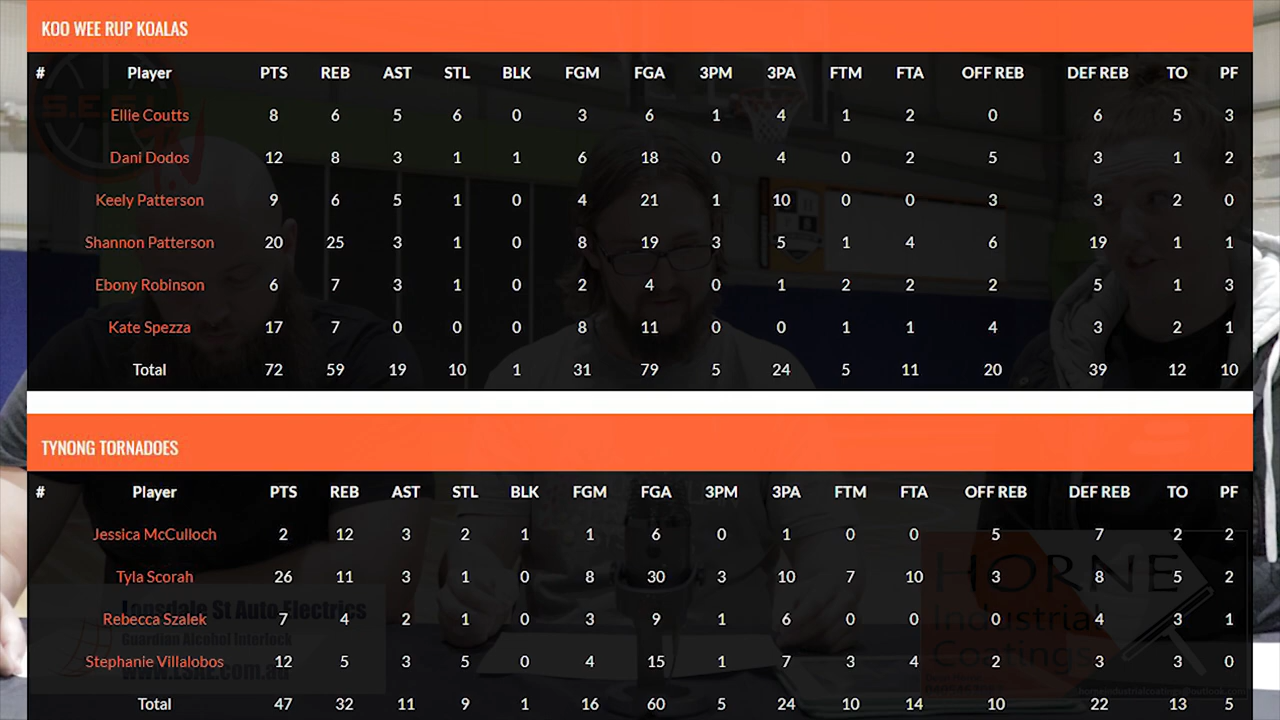 KOO WEE RUP KOALAS
# Player PTS REB AST STL BLK FGM FGA 3PM 3PA FTM FTA OFF REB DEF REB TO PF
Ellie Coutts 8 6 5 6 0 3 6 1 4 1 2 0 6 5 3
Dani Dodos 12 8 3 1 1 6 18 0 4 0 2 5 3 1 2
Keely Patterson 9 6 5 1 0 4 21 1 10 0 0 3 3 2 0
Shannon Patterson 20 25 3 1 0 8 19 3 5 1 4 6 19 1 1
Ebony Robinson 6 7 3 1 0 2 4 0 1 2 2 2 5 1 3
Kate Spezza 17 7 0 0 0 8 11 0 0 1 1 4 3 2 1
Total 72 59 19 10 1 31 79 5 24 5 11 20 39 12 10
TYNONG TORNADOES
# Player PTS REB AST STL BLK FGM FGA 3PM 3PA FTM FTA OFF REB DEF REB TO PF
Jessica McCulloch 2 12 3 2 1 1 6 0 1 0 0 5 7 2 2
Tyla Scorah 26 11 3 1 0 8 30 3 10 7 10 3 8 5 2
Rebecca Szalek 7 4 2 1 0 3 9 1 6 0 0 0 4 3 1
Stephanie Villalobos 12 5 3 5 0 4 15 1 7 3 4 2 3 3 0
Total 47 32 11 9 1 16 60 5 24 10 14 10 22 13 5
Lonsdale St Auto Electrics
Guardian Alcohol Interlock
www.LSAE.com.au
HORNE
Industrial
Coatings